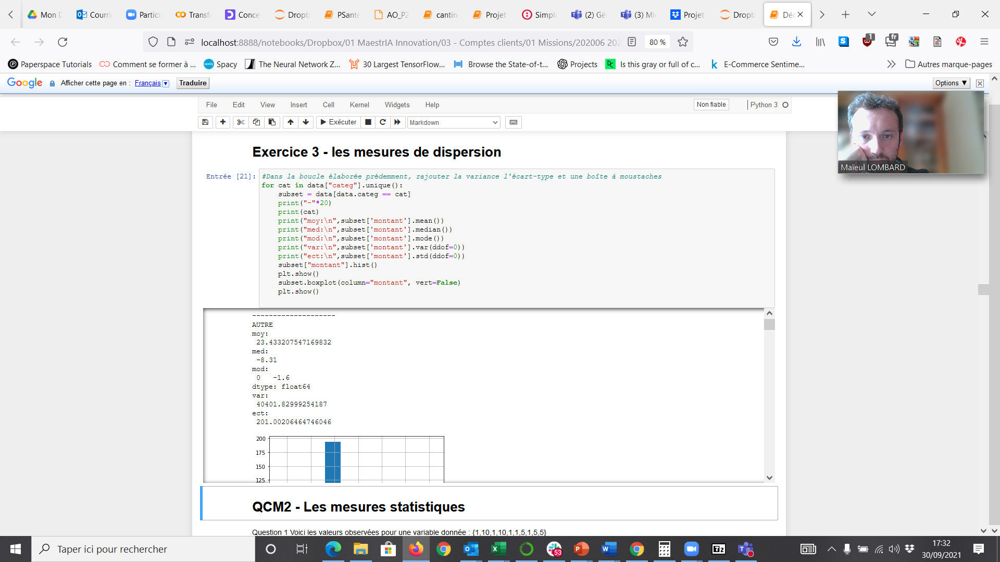 Mon D
Courri
Partici
Transf
Conce
Dropb
PSante
AO_P2
cantin
Projet
Simple
(2) Gé
(3) Mi
Projet
Dropb
Déc
localhost:8888/notebooks/Dropbox/01 MaestrIA Innovation/03 - Comptes clients/01 Missions/202006 202
80 %
1
fr
Paperspace Tutorials
Comment se former à ...
Spacy
The Neural Network Z...
30 Largest TensorFlow...
Browse the State-of-t...
Projects
Is this gray or full of c...
E-Commerce Sentime...
Autres marque-pages
Google Afficher cette page en : Français Traduire
Options ▼
File Edit View Insert Cell Kernel Widgets Help
Non fiable
Python 3
Exécuter
Markdown
Maïeul LOMBARD
Exercice 3 - les mesures de dispersion
Entrée [21]:
#Dans la boucle élaborée prédemment, rajouter la variance l'écart-type et une boîte à moustaches
for cat in data["categ"].unique():
    subset = data[data.categ == cat]
    print("-"*20)
    print(cat)
    print("moy:\n",subset['montant'].mean())
    print("med:\n",subset['montant'].median())
    print("mod:\n",subset['montant'].mode())
    print("var:\n",subset['montant'].var(ddof=0))
    print("ect:\n",subset['montant'].std(ddof=0))
    subset["montant"].hist()
    plt.show()
    subset.boxplot(column="montant", vert=False)
    plt.show()
--------------------
AUTRE
moy:
 23.433207547169832
med:
 -8.31
mod:
 0   -1.6
dtype: float64
var:
 40401.82999254187
ect:
 201.00206464746046
200
175
150
125
QCM2 - Les mesures statistiques
Question 1 Voici les valeurs observées pour une variable donnée : {1,10,1,10,1,1,5,1,5,5}
Taper ici pour rechercher
53
7z
17:32
30/09/2021